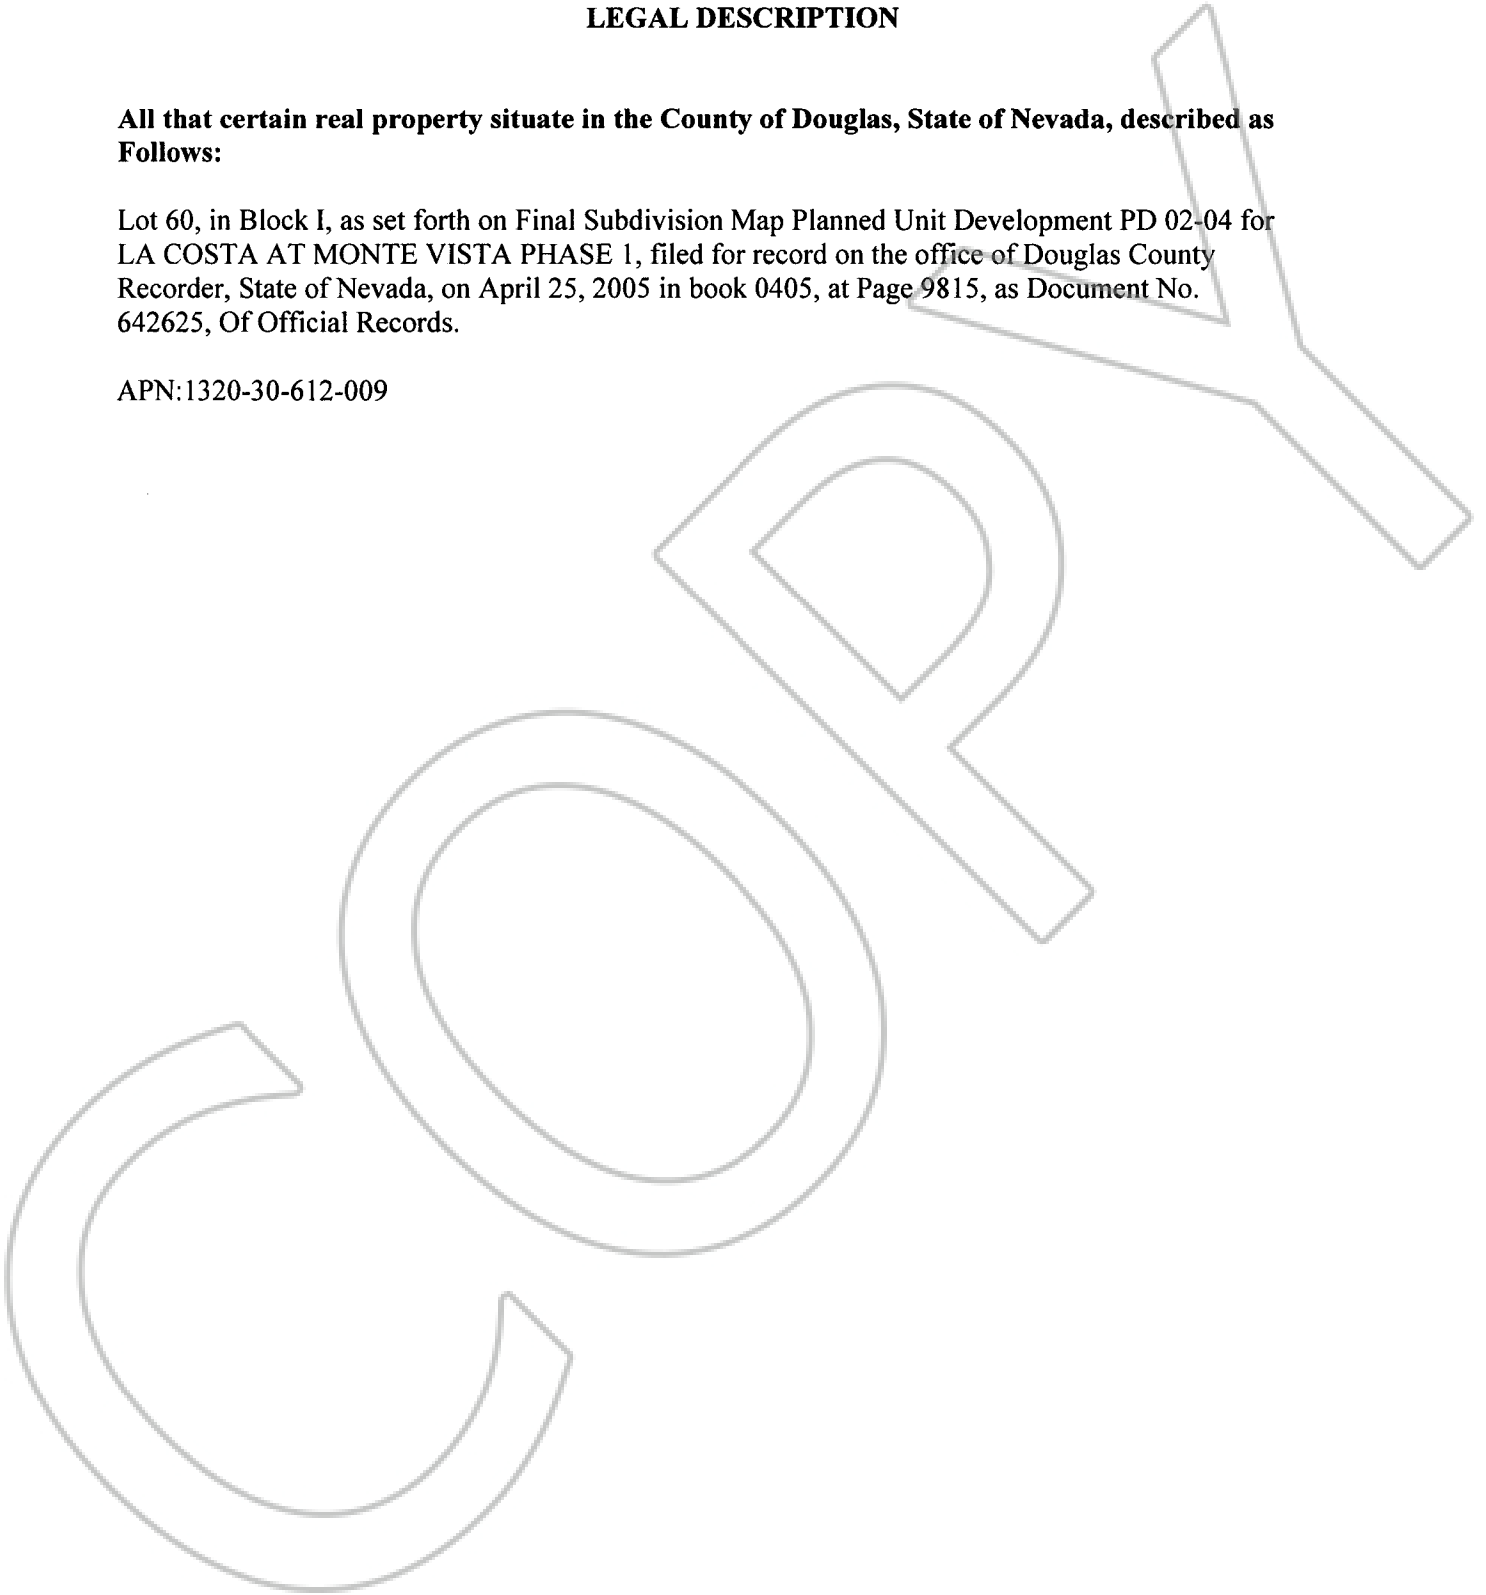 LEGAL DESCRIPTION
All that certain real property situate in the County of Douglas, State of Nevada, described as
Follows:
Lot 60, in Block I, as set forth on Final Subdivision Map Planned Unit Development PD 02-04 for
LA COSTA AT MONTE VISTA PHASE 1, filed for record on the office of Douglas County
Recorder, State of Nevada, on April 25, 2005 in book 0405, at Page 9815, as Document No.
642625, Of Official Records.
APN:1320-30-612-009
COPY